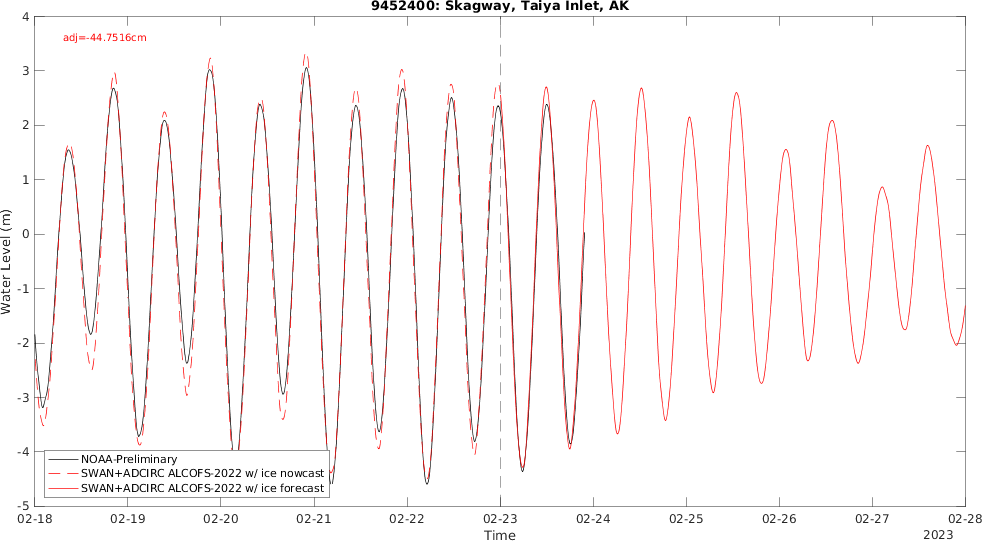 9452400: Skagway, Taiya Inlet, AK
adj=-44.7516cm
4
3
2
1
0
-1
-2
-3
-4
-5
Water Level (m)
NOAA-Preliminary
SWAN+ADCIRC ALCOFS-2022 w/ ice nowcast
SWAN+ADCIRC ALCOFS-2022 w/ ice forecast
02-18 02-19 02-20 02-21 02-22 02-23 02-24 02-25 02-26 02-27 02-28
Time
2023